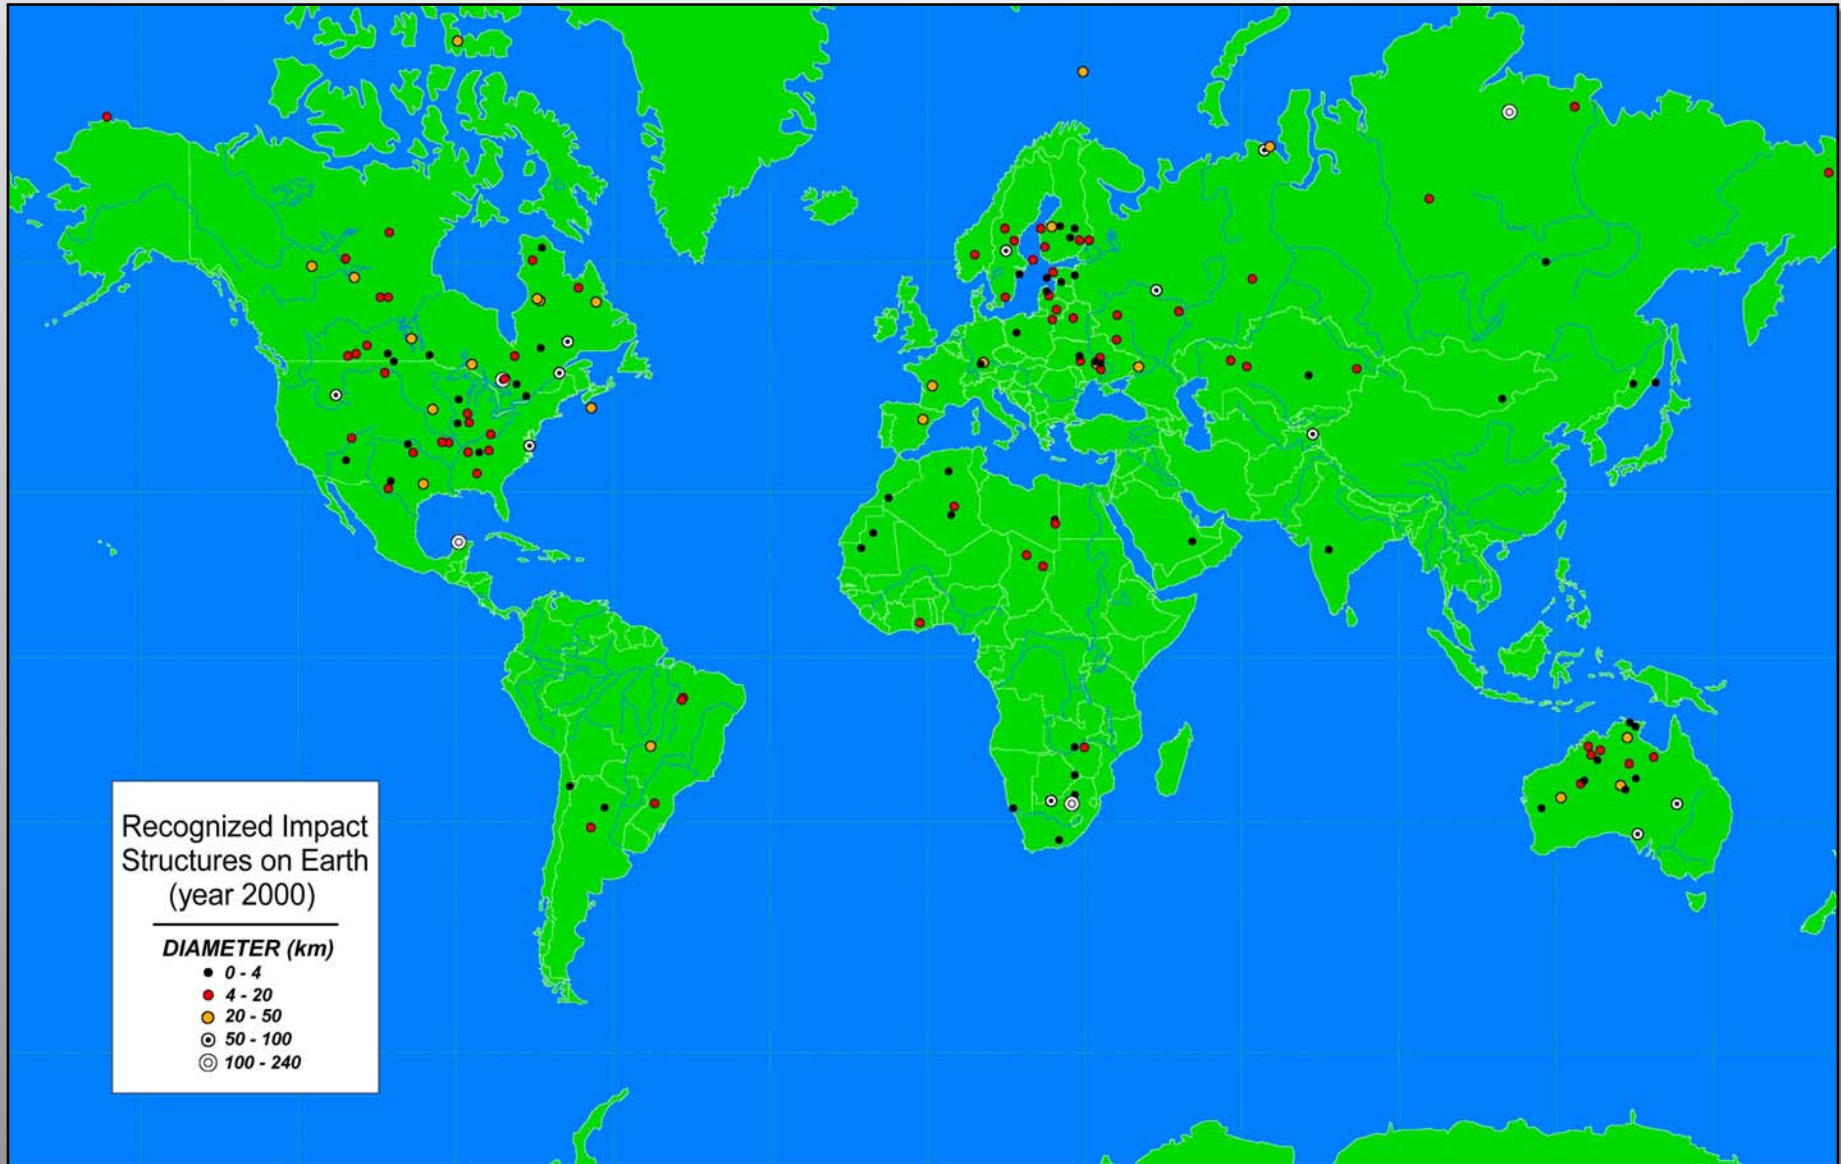 Recognized Impact
Structures on Earth
(year 2000)
DIAMETER (km)
0 - 4
4 - 20
20 - 50
50 - 100
100 - 240